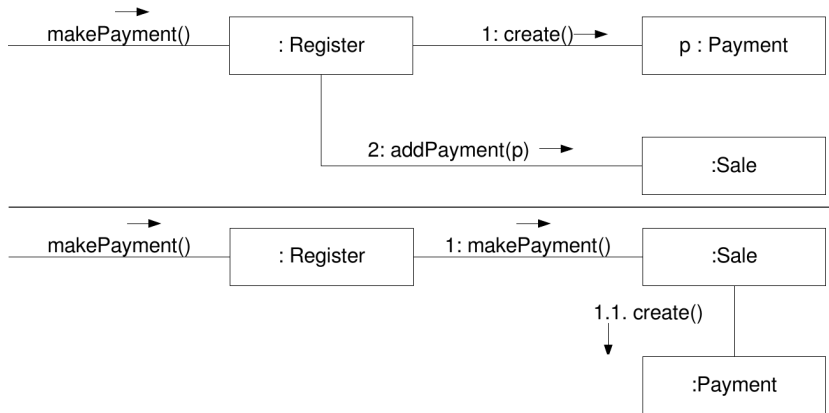 makePayment()
: Register
1: create()
p : Payment
2: addPayment(p)
:Sale
makePayment()
: Register
1: makePayment()
:Sale
1.1. create()
:Payment